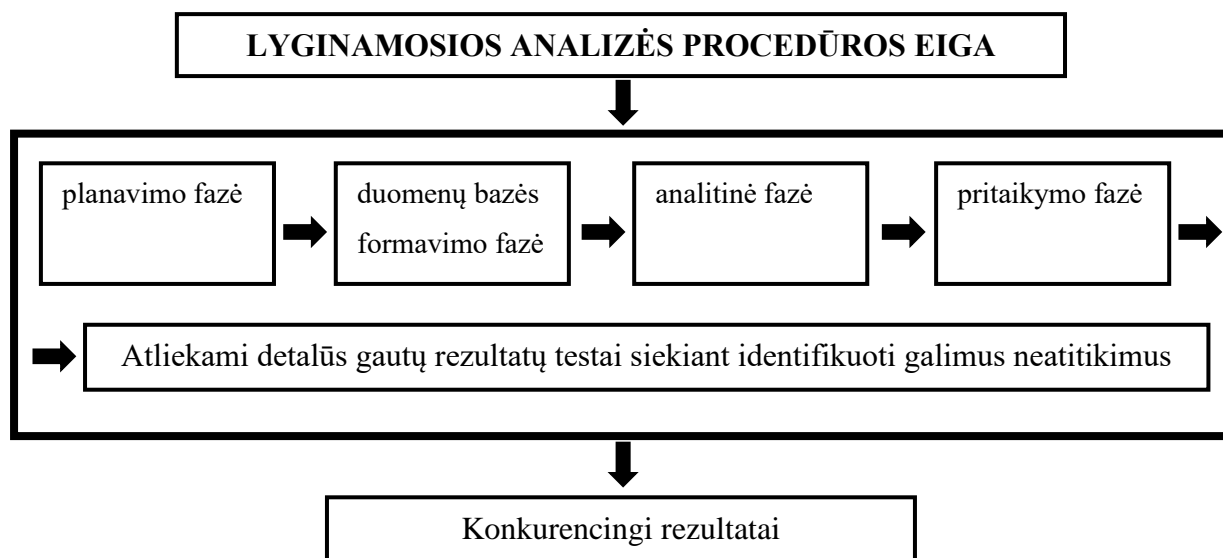 LYGINAMOSIOS ANALIZĖS PROCEDŪROS EIGA
planavimo fazė
duomenų bazės
formavimo fazė
analitinė fazė
pritaikymo fazė
Atliekami detalūs gautų rezultatų testai siekiant identifikuoti galimus neatitikimus
Konkurencingi rezultatai